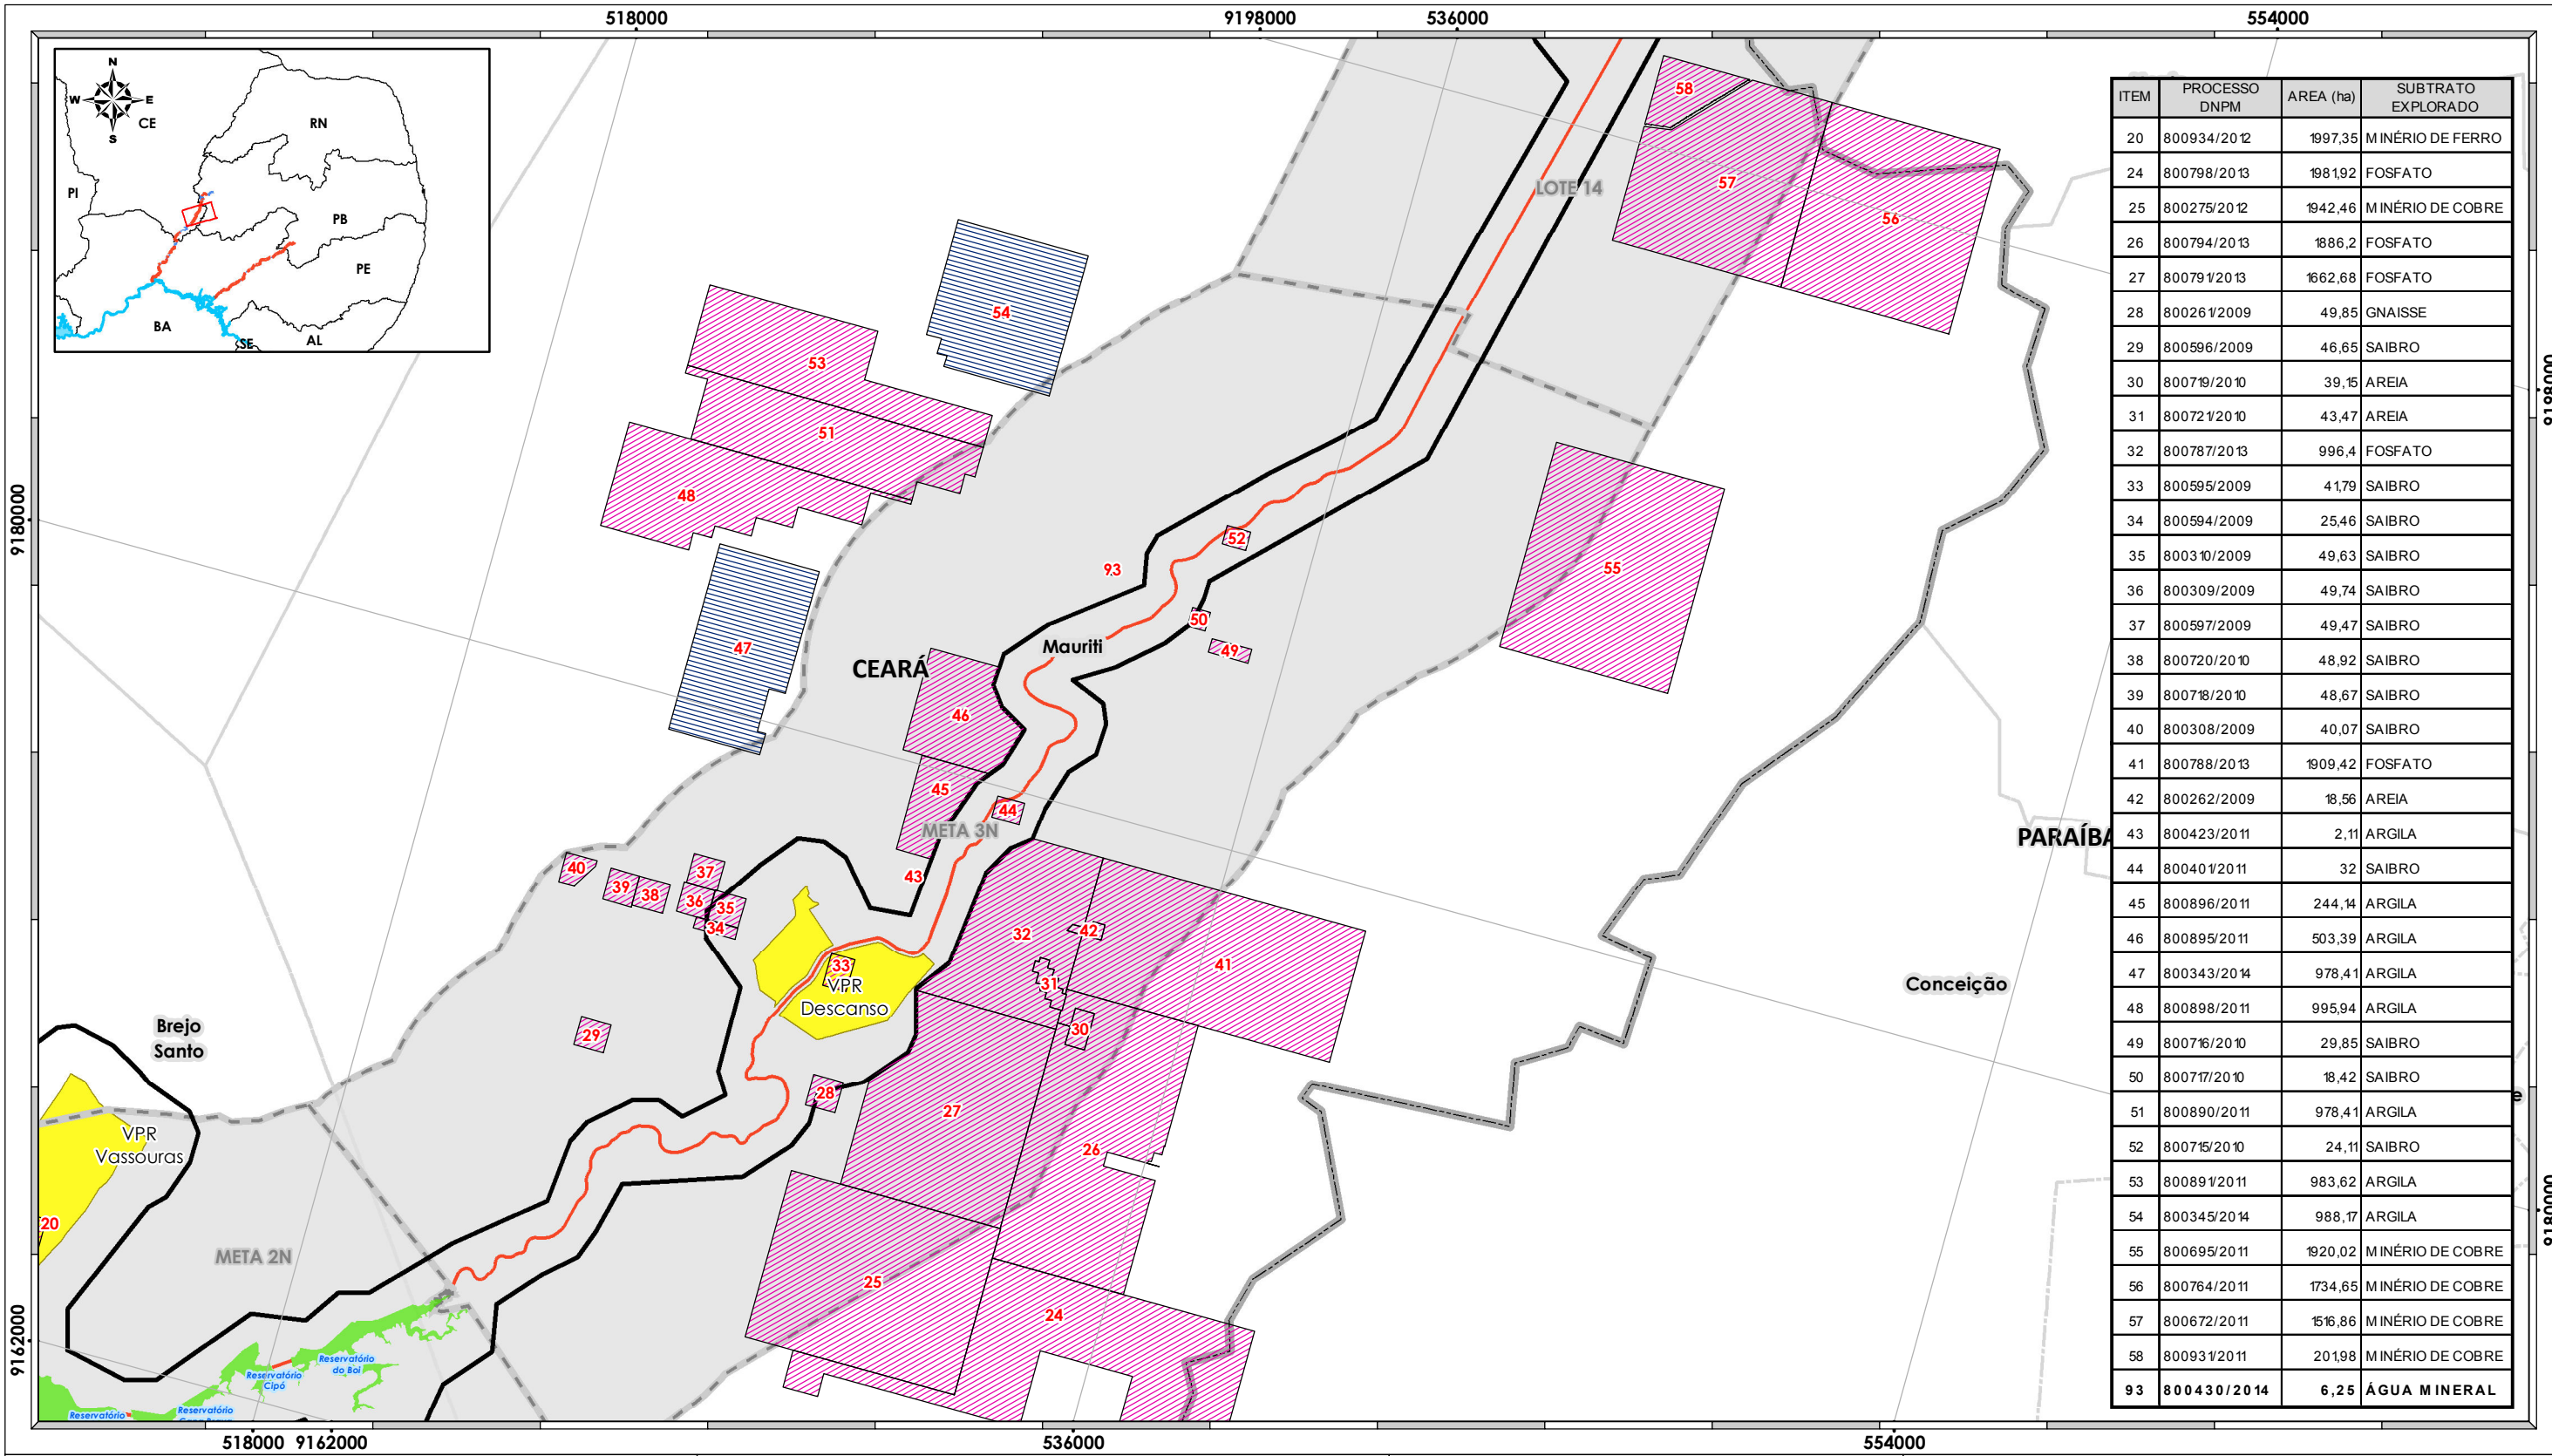 518000
9198000
536000
554000
N
W
E
S
CE
RN
PI
PB
PE
BA
SE
AL
58
57
56
LOTE 14
54
53
51
48
52
93
55
50
49
47
Mauriti
CEARÁ
46
45
44
META 3N
43
40
39
38
37
36
35
34
32
42
41
33
31
VPR
Descanso
30
29
28
27
26
25
24
Brejo
Santo
VPR
Vassouras
20
META 2N
Conceição
PARAÍBA
Reservatório
do Boi
Reservatório
Cipó
Reservatório
Reservatório
9180000
9162000
9198000
9180000
518000
9162000
536000
554000
ITEM PROCESSO DNPM AREA (ha) SUBTRATO EXPLORADO
20 800934/2012 1997,35 MINÉRIO DE FERRO
24 800798/2013 1981,92 FOSFATO
25 800275/2012 1942,46 MINÉRIO DE COBRE
26 800794/2013 1886,2 FOSFATO
27 800791/2013 1662,68 FOSFATO
28 800261/2009 49,85 GNAISSE
29 800596/2009 46,65 SAIBRO
30 800719/2010 39,15 AREIA
31 800721/2010 43,47 AREIA
32 800787/2013 996,4 FOSFATO
33 800595/2009 41,79 SAIBRO
34 800594/2009 25,46 SAIBRO
35 800310/2009 49,63 SAIBRO
36 800309/2009 49,74 SAIBRO
37 800597/2009 49,47 SAIBRO
38 800720/2010 48,92 SAIBRO
39 800718/2010 48,67 SAIBRO
40 800308/2009 40,07 SAIBRO
41 800788/2013 1909,42 FOSFATO
42 800262/2009 18,56 AREIA
43 800423/2011 2,11 ARGILA
44 800401/2011 32 SAIBRO
45 800896/2011 244,14 ARGILA
46 800895/2011 503,39 ARGILA
47 800343/2014 978,41 ARGILA
48 800898/2011 995,94 ARGILA
49 800716/2010 29,85 SAIBRO
50 800717/2010 18,42 SAIBRO
51 800890/2011 978,41 ARGILA
52 800715/2010 24,11 SAIBRO
53 800891/2011 983,62 ARGILA
54 800345/2014 988,17 ARGILA
55 800695/2011 1920,02 MINÉRIO DE COBRE
56 800764/2011 1734,65 MINÉRIO DE COBRE
57 800672/2011 1516,86 MINÉRIO DE COBRE
58 800931/2011 201,98 MINÉRIO DE COBRE
93 800430/2014 6,25 ÁGUA MINERAL